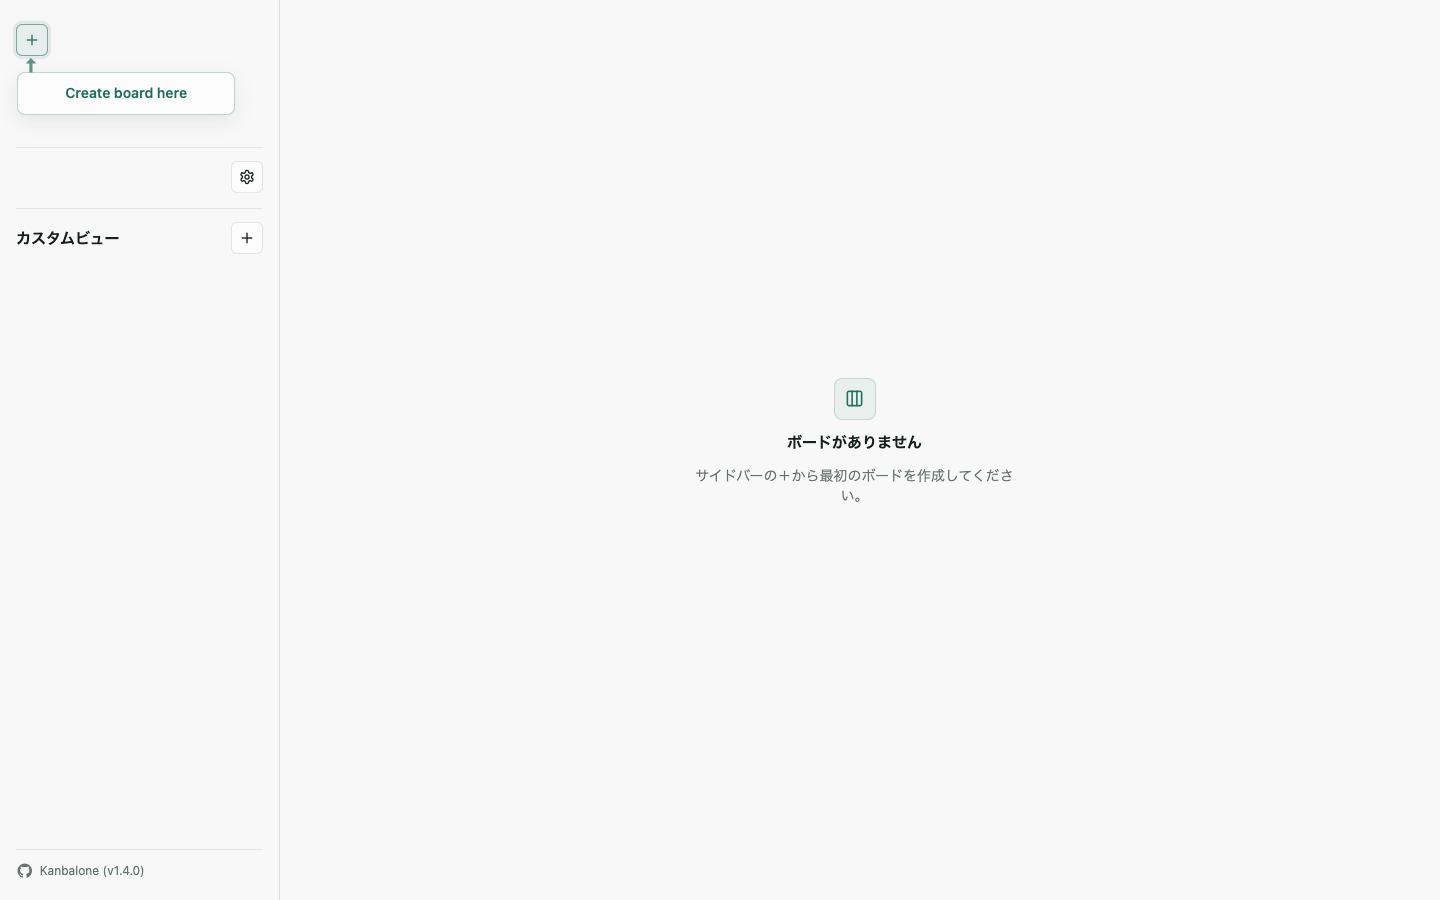 Create board here
カスタムビュー
ボードがありません
サイドバーの＋から最初のボードを作成してくださ
い。
Kanbalone (v1.4.0)